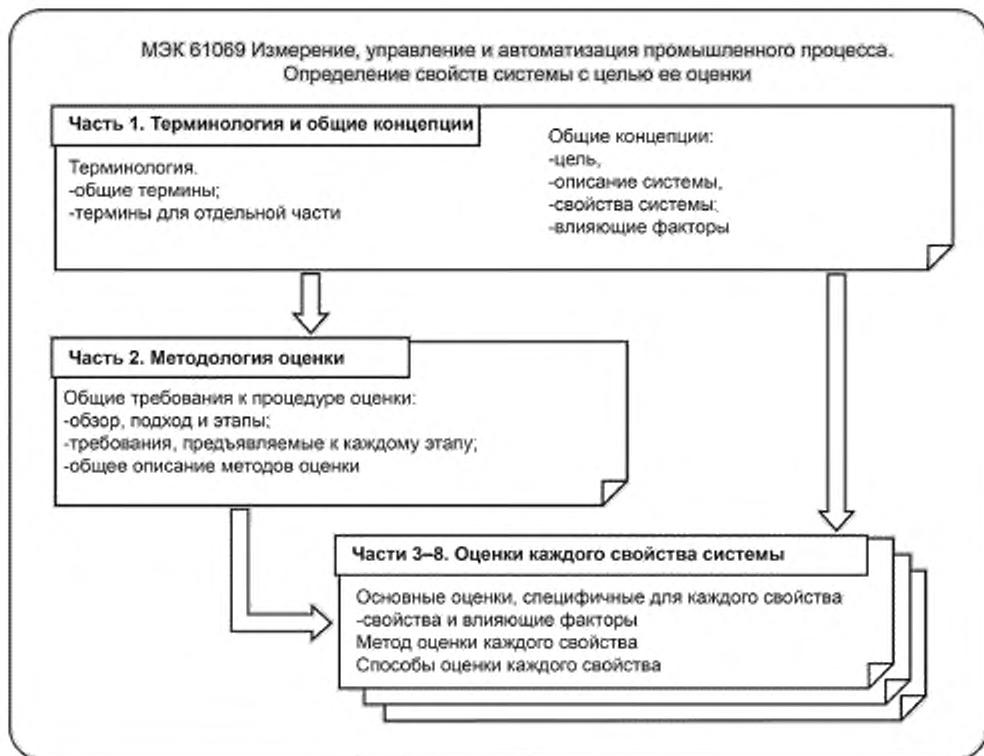 МЭК 61069 Измерение, управление и автоматизация промышленного процесса.
Определение свойств системы с целью ее оценки
Часть 1. Терминология и общие концепции
Терминология.
-общие термины;
-термины для отдельной части
Общие концепции:
-цель,
-описание системы,
-свойства системы;
-влияющие факторы
Часть 2. Методология оценки
Общие требования к процедуре оценки:
-обзор, подход и этапы;
-требования, предъявляемые к каждому этапу;
-общее описание методов оценки
Части 3–8. Оценки каждого свойства системы
Основные оценки, специфичные для каждого свойства
-свойства и влияющие факторы
Метод оценки каждого свойства
Способы оценки каждого свойства